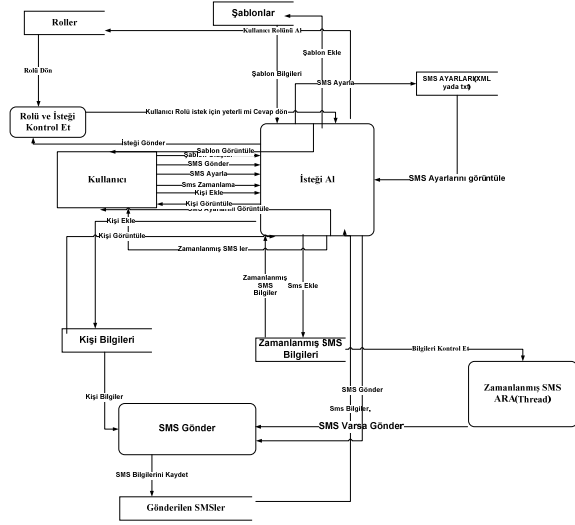 Şablonlar
Roller
Kullanıcı Rolünü Al
Şablon Ekle
Rolü Dön
Şablon Bilgileri
SMS Ayarla
SMS AYARLARI(XML
yada txt)
Rolü ve İsteği
Kontrol Et
Kullanıcı Rolü istek için yeterli mi Cevap dön
İsteği Gönder
Şablon Görüntüle
Şablon
SMS Gönder
Kullanıcı
SMS Ayarla
İsteği Al
SMS Ayarlarını görüntüle
Sms Zamanlama
Kişi Ekle
Kişi Görüntüle
SMS Ayarlarını Görüntüle
Kişi Ekle
Kişi Görüntüle
Zamanlanmış SMS ler
Zamanlanmış
SMS
Bilgiler
Sms Ekle
Kişi Bilgileri
Zamanlanmış SMS
Bilgileri
Bilgileri Kontrol Et
Zamanlanmış SMS
ARA(Thread)
Kişi Bilgiler
SMS Gönder
Sms Bilgiler,
SMS Gönder
SMS Varsa Gönder
SMS Bilgilerini Kaydet
Gönderilen SMSler